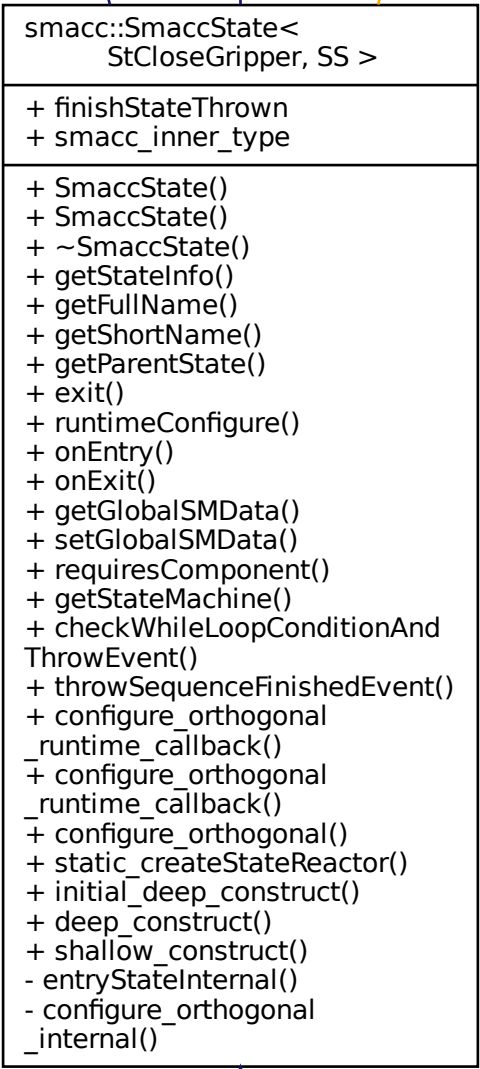 smacc::SmaccState<
StCloseGripper, SS >
+ finishStateThrown
+ smacc_inner_type
+ SmaccState()
+ SmaccState()
+ ~SmaccState()
+ getStateInfo()
+ getFullName()
+ getShortName()
+ getParentState()
+ exit()
+ runtimeConfigure()
+ onEntry()
+ onExit()
+ getGlobalSMData()
+ setGlobalSMData()
+ requiresComponent()
+ getStateMachine()
+ checkWhileLoopConditionAnd
ThrowEvent()
+ throwSequenceFinishedEvent()
+ configure_orthogonal
_runtime_callback()
+ configure_orthogonal
_runtime_callback()
+ configure_orthogonal()
+ static_createStateReactor()
+ initial_deep_construct()
+ deep_construct()
+ shallow_construct()
- entryStateInternal()
- configure_orthogonal
_internal()